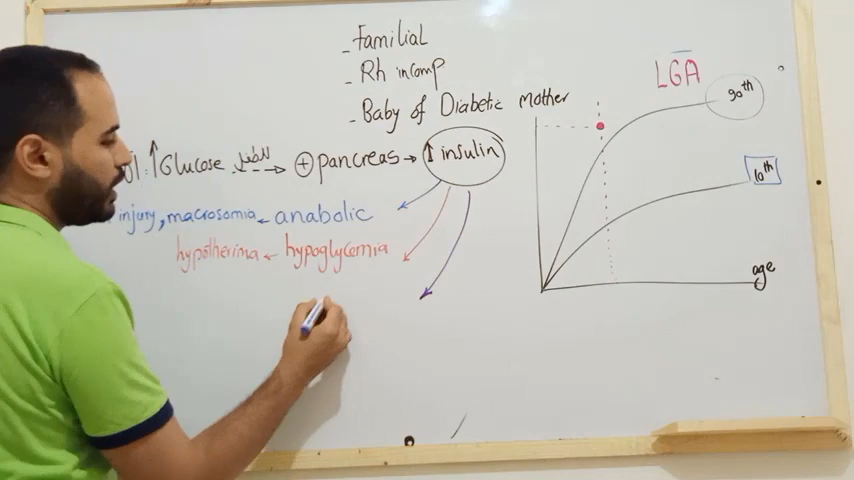 - Familial
- Rh incomp
- Baby of Diabetic Mother
: ↑ Glucose للطفل ⊕ pancreas → ↑ insulin
injury, macrosomia ← anabolic
hypotherima ← hypoglycemia
LGA
90th
10th
age